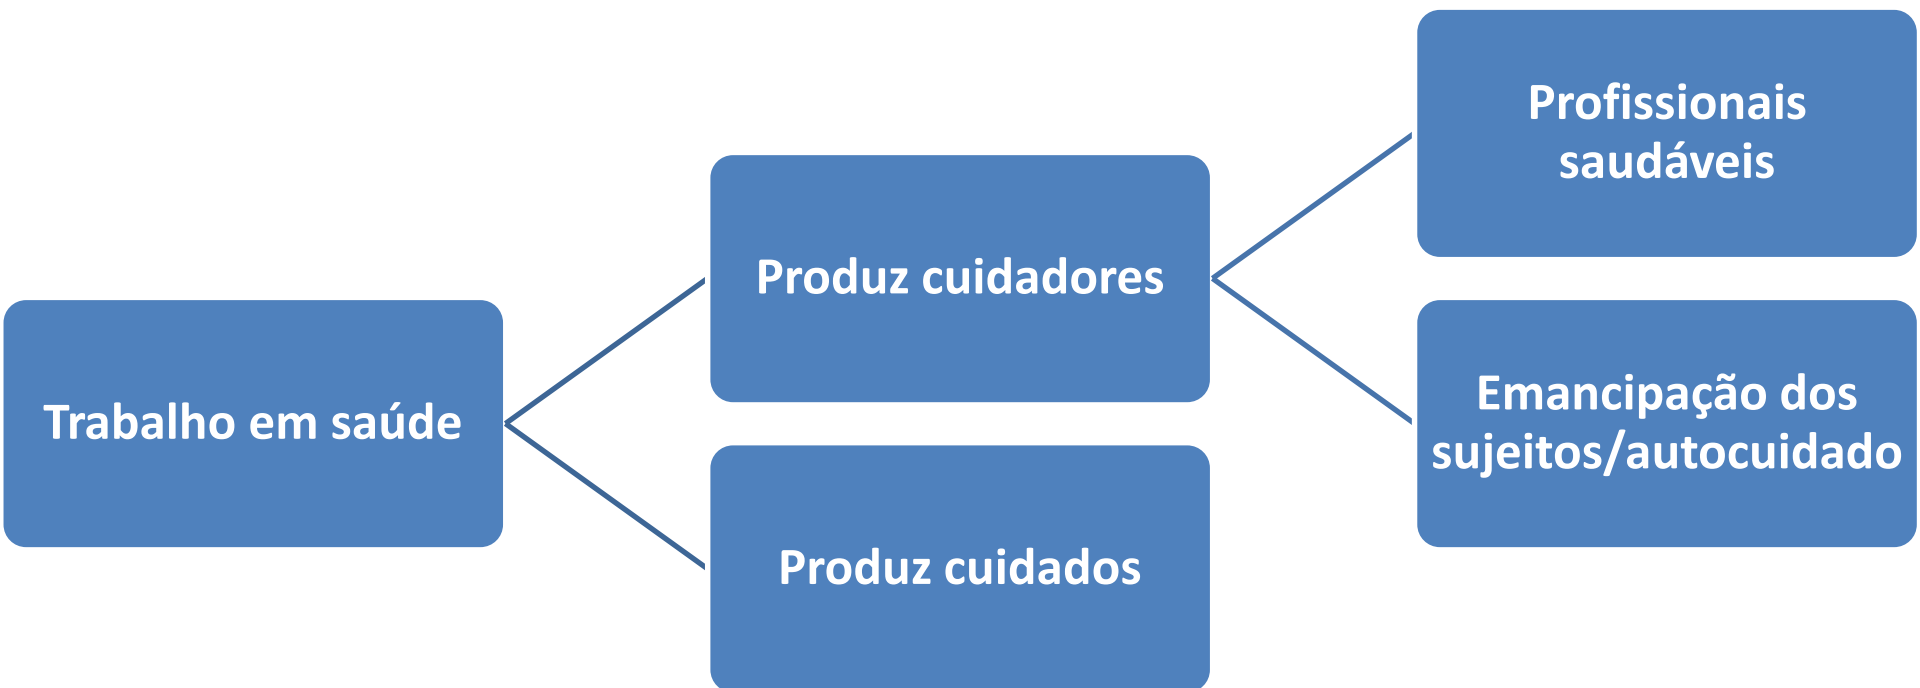 Trabalho em saúde
Produz cuidadores
Produz cuidados
Profissionais
saudáveis
Emancipação dos
sujeitos/autocuidado